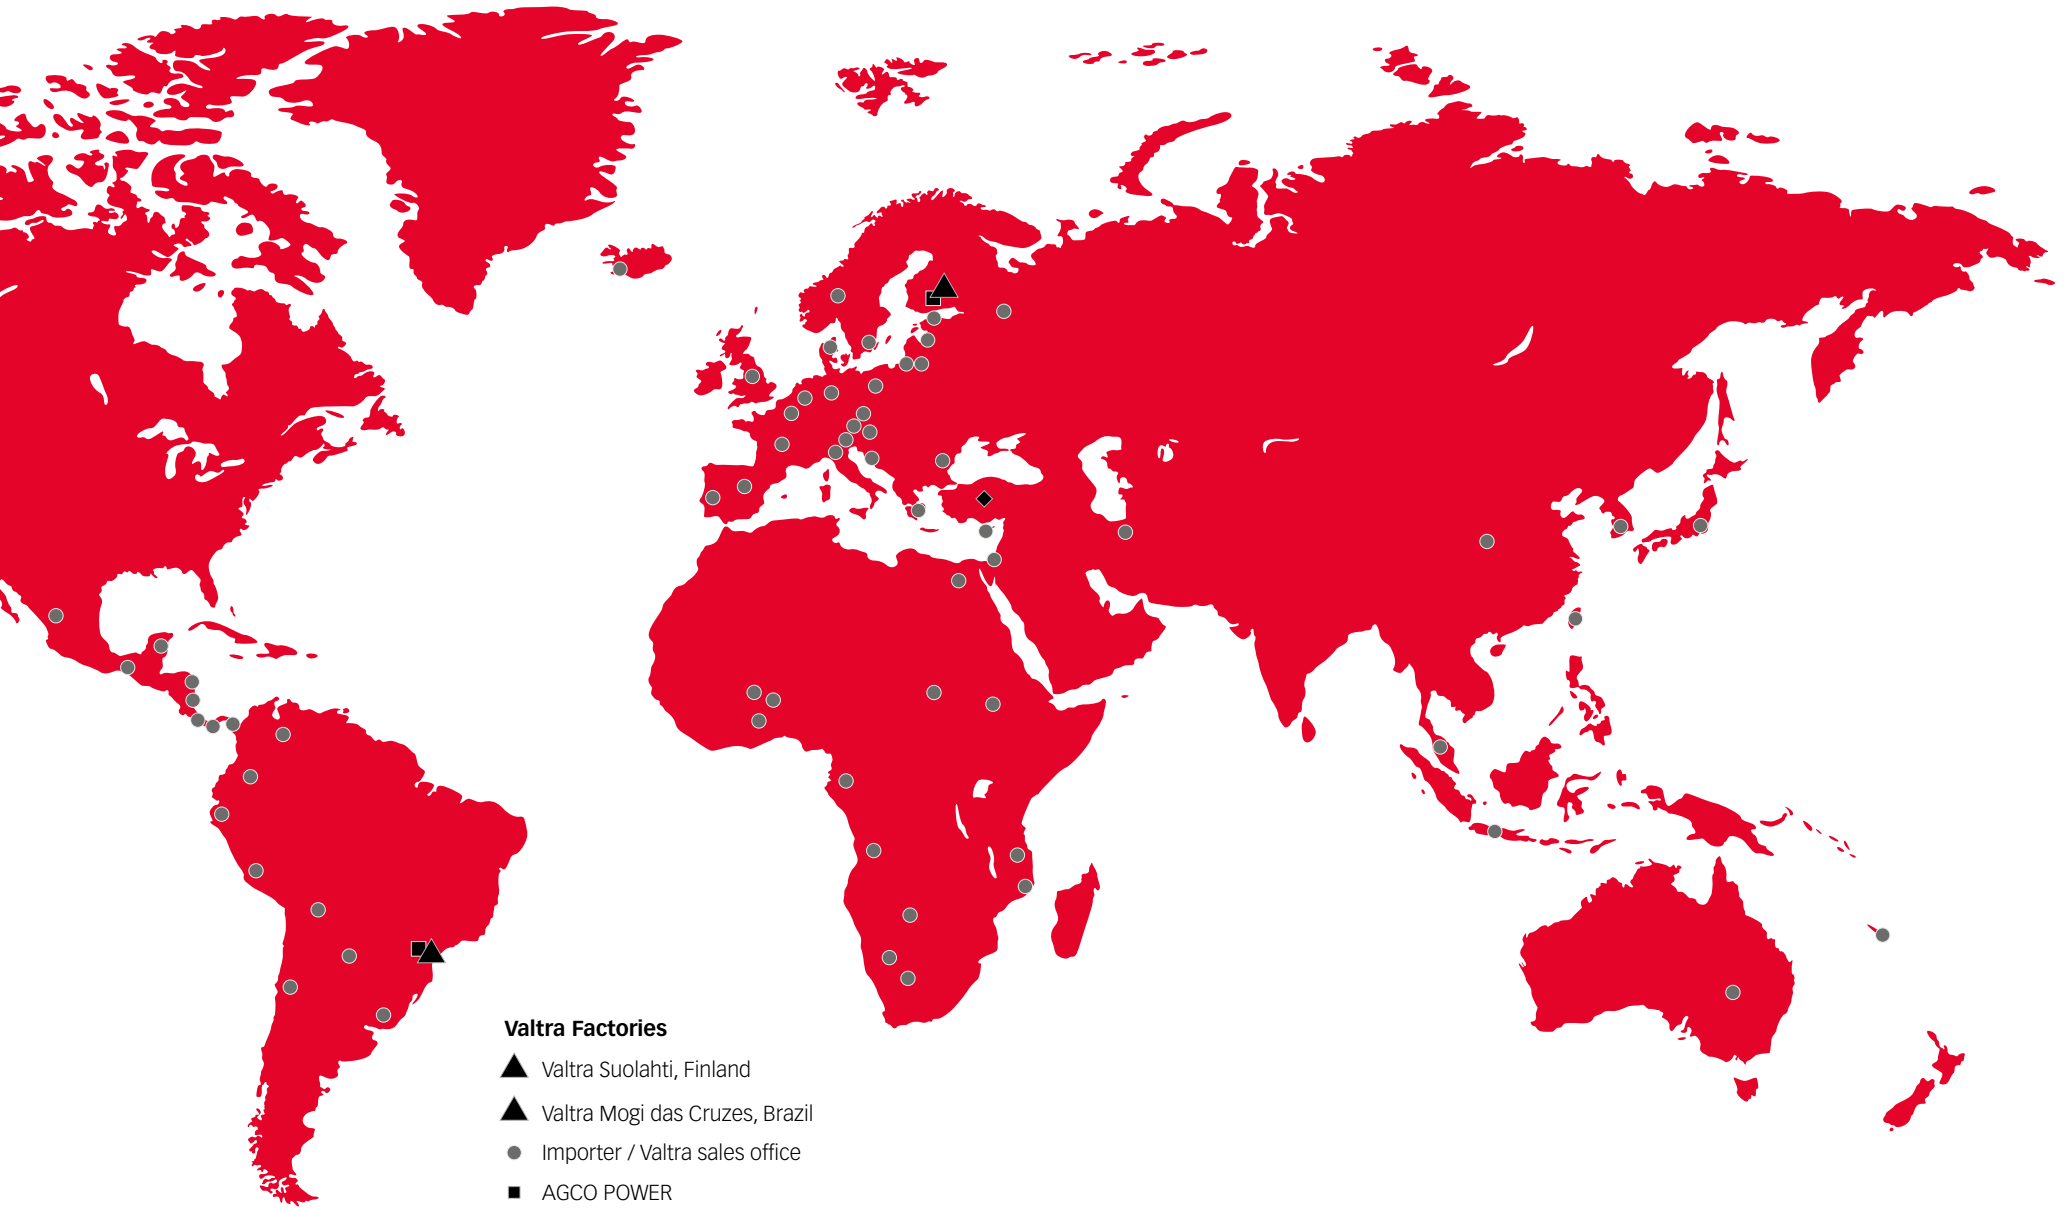 Valtra Factories
Valtra Suolahti, Finland
Valtra Mogi das Cruzes, Brazil
Importer / Valtra sales office
AGCO POWER